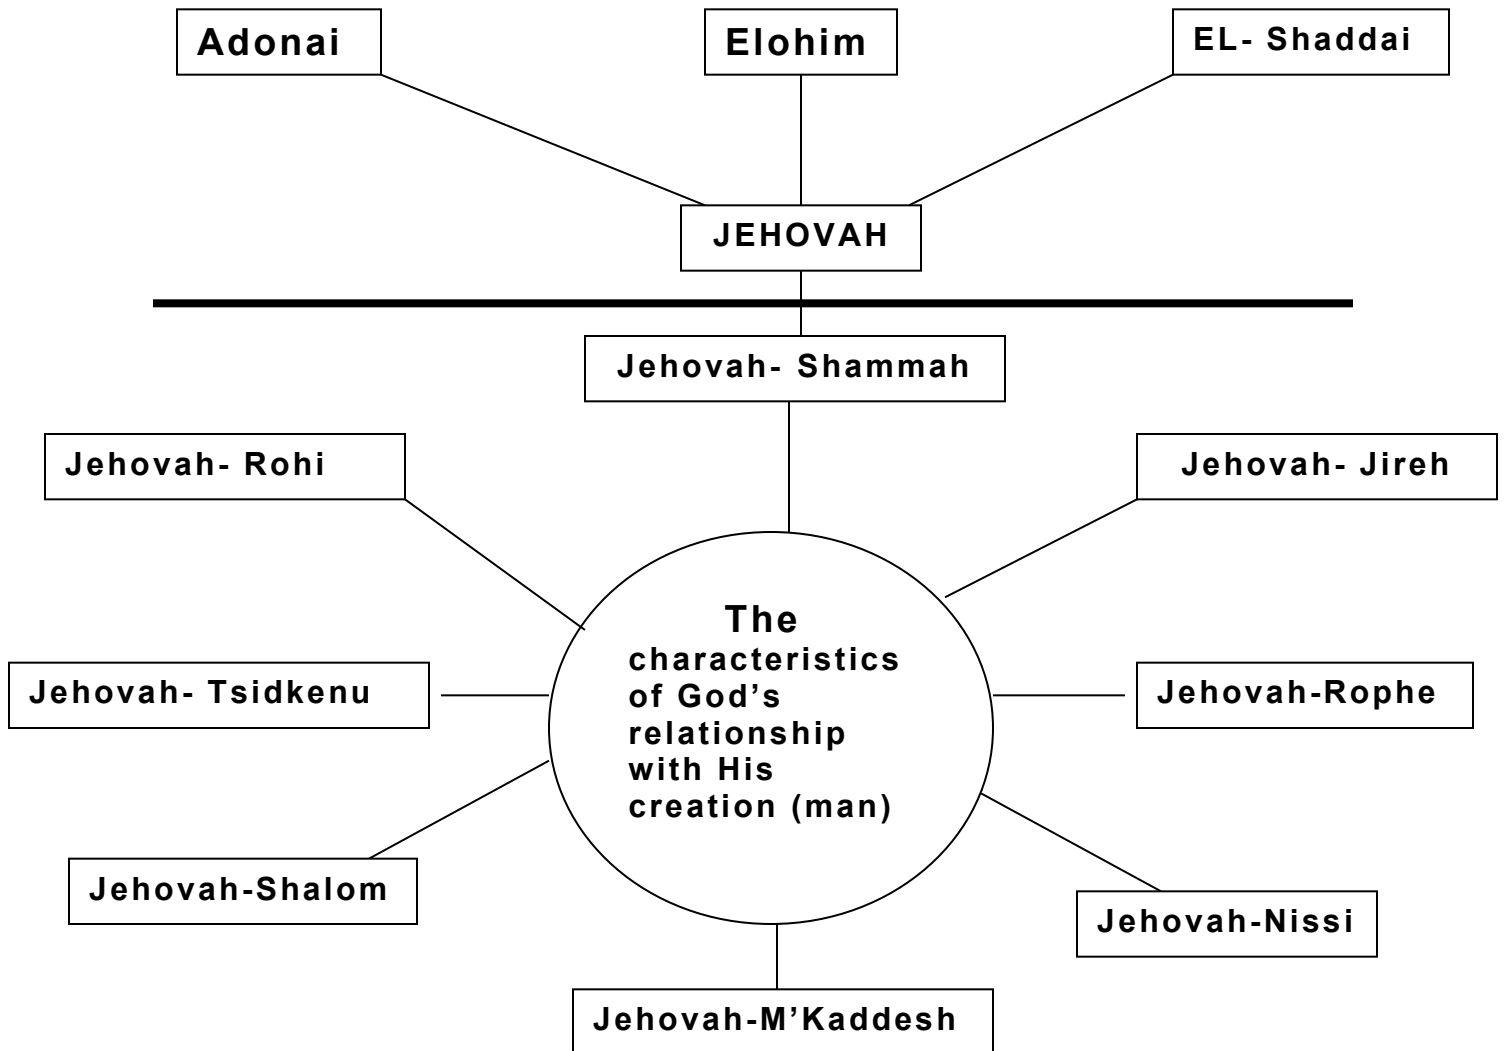 Adonai
Elohim
EL- Shaddai
JEHOVAH
Jehovah- Shammah
Jehovah- Rohi
Jehovah- Jireh
The
characteristics
of God’s
relationship
with His
creation (man)
Jehovah- Tsidkenu
Jehovah-Rophe
Jehovah-Shalom
Jehovah-Nissi
Jehovah-M’Kaddesh